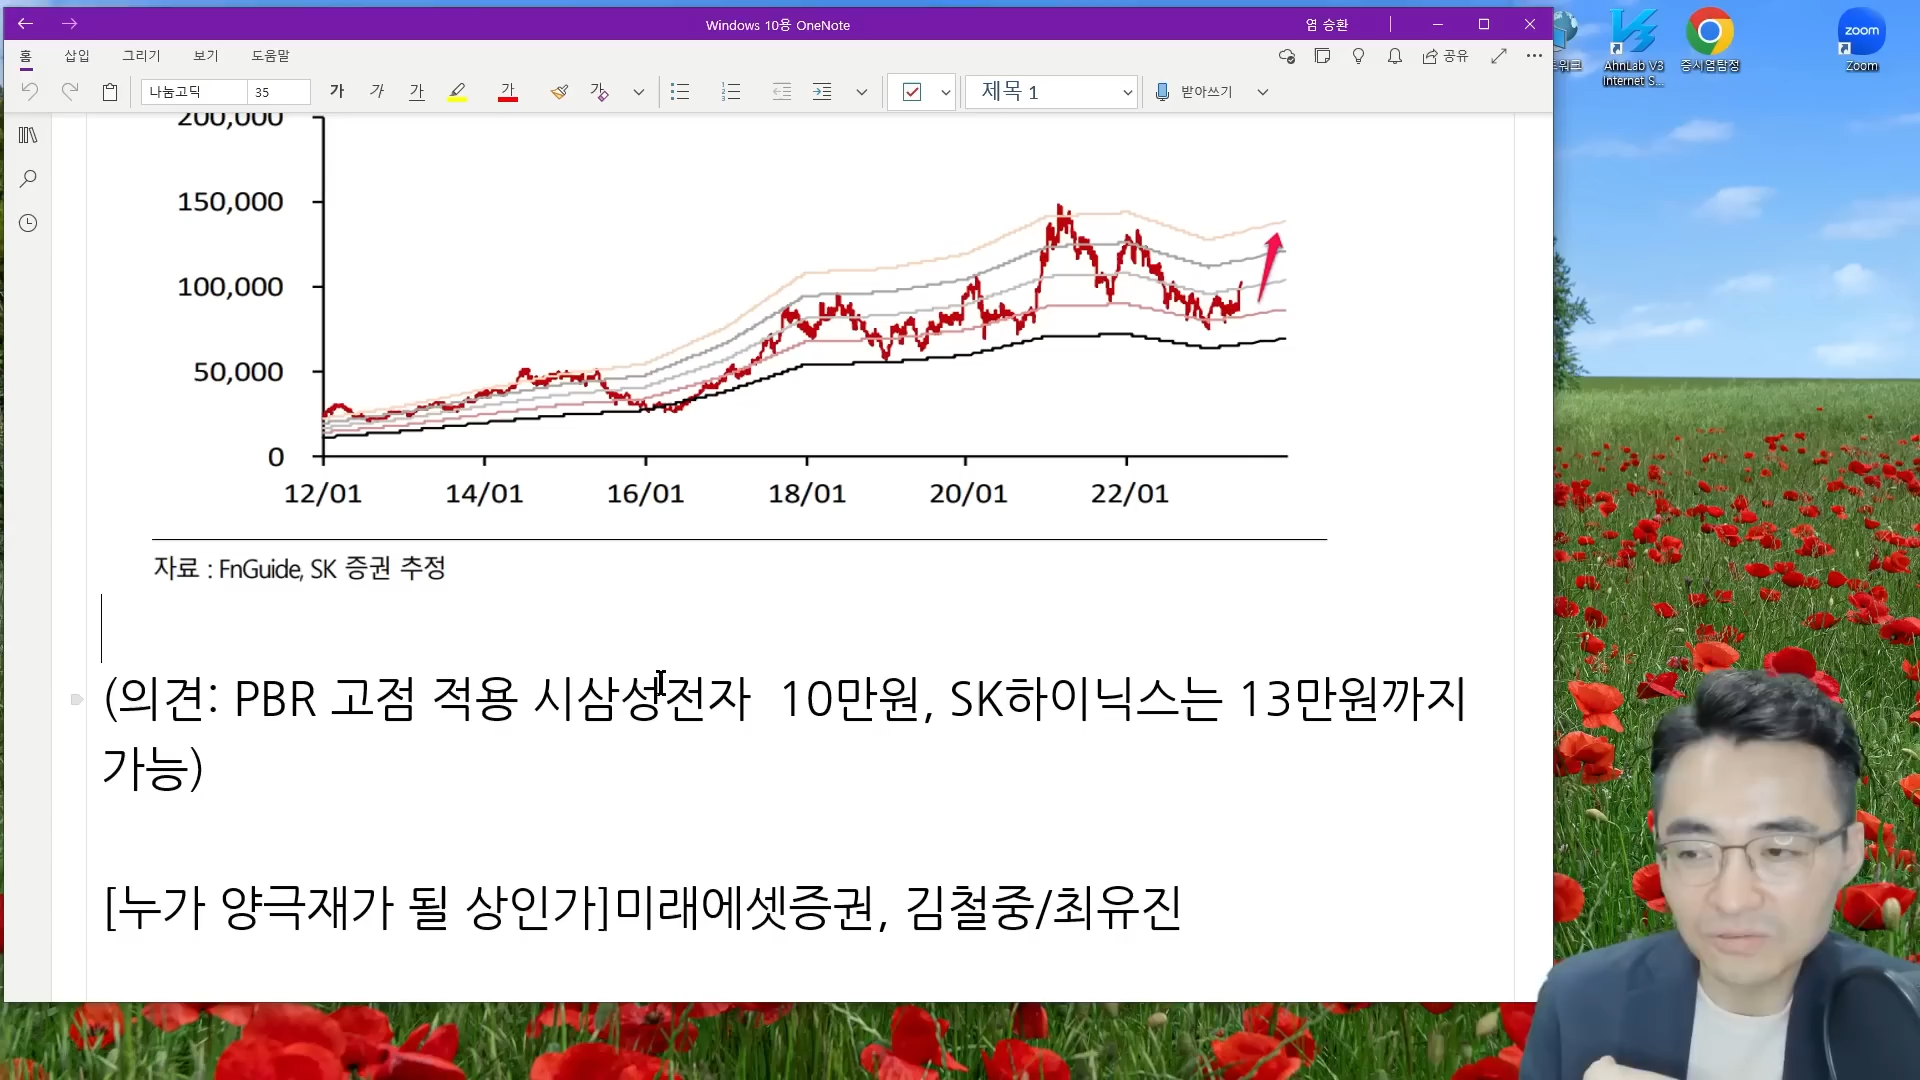 Windows 10용 OneNote
염 승환
홈 삽입 그리기 보기 도움말
공유
나눔고딕 35 가 가 가 가 가 제목 1 받아쓰기
200,000
150,000
100,000
50,000
0
12/01 14/01 16/01 18/01 20/01 22/01
자료 : FnGuide, SK 증권 추정
(의견: PBR 고점 적용 시삼성전자 10만원, SK하이닉스는 13만원까지
가능)
[누가 양극재가 될 상인가]미래에셋증권, 김철중/최유진
AhnLab V3
Internet S...
증시염탐정
zoom
Zoom